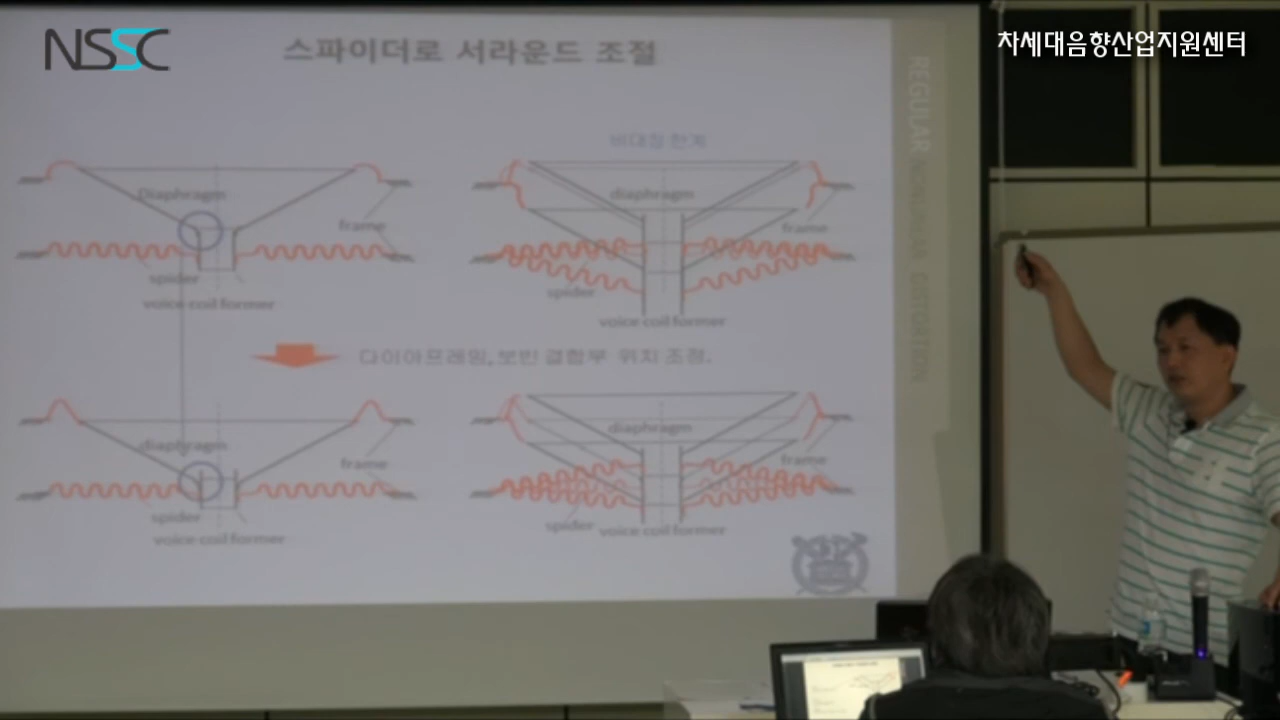 NSSC
차세대음향산업지원센터
스파이더로 서라운드 조절
REGULAR NONLINEAR DISTORTION
비대칭 한계
Diaphragm
frame
spider
voice coil former
diaphragm
frame
spider
voice coil former
다이아프레임, 보빈 결합부 위치 조정.
diaphragm
frame
spider
voice coil former
diaphragm
frame
spider
voice coil former